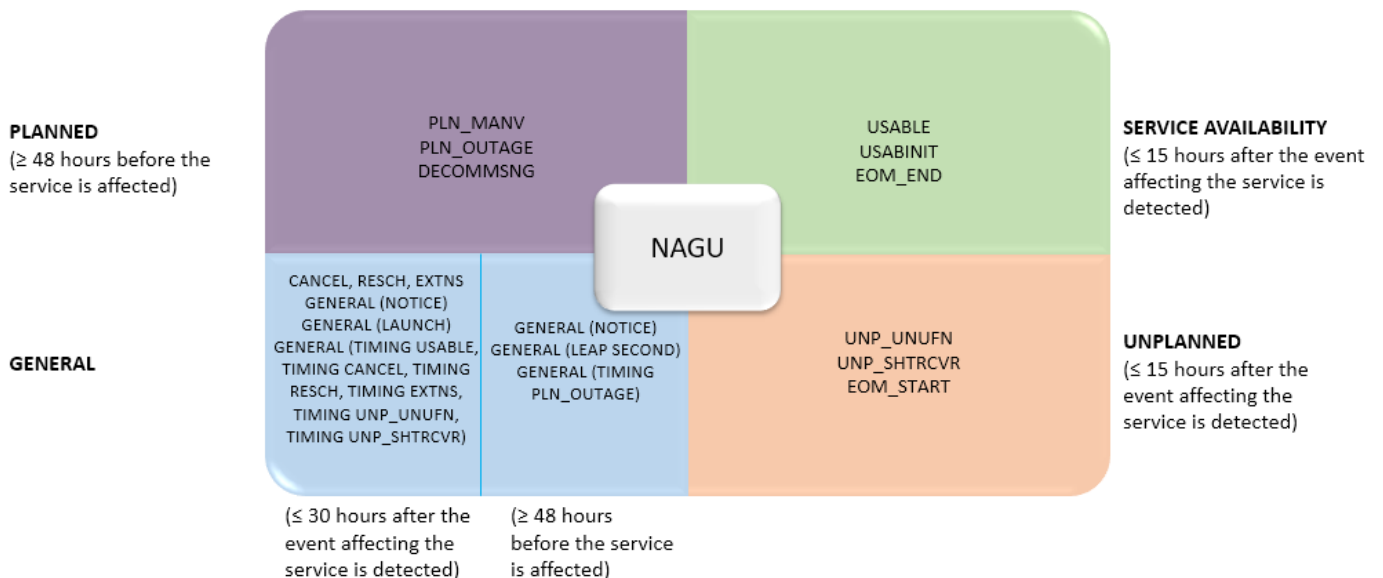 PLANNED
(≥ 48 hours before the
service is affected)
PLN_MANV
PLN_OUTAGE
DECOMMSNG
USABLE
USABINIT
EOM_END
SERVICE AVAILABILITY
(≤ 15 hours after the event
affecting the service is
detected)
NAGU
GENERAL
CANCEL, RESCH, EXTNS
GENERAL (NOTICE)
GENERAL (LAUNCH)
GENERAL (TIMING USABLE,
TIMING CANCEL, TIMING
RESCH, TIMING EXTNS,
TIMING UNP_UNUFN,
TIMING UNP_SHTRCVR)
GENERAL (NOTICE)
GENERAL (LEAP SECOND)
GENERAL (TIMING
PLN_OUTAGE)
UNP_UNUFN
UNP_SHTRCVR
EOM_START
UNPLANNED
(≤ 15 hours after the
event affecting the
service is detected)
(≤ 30 hours after the
event affecting the
service is detected)
(≥ 48 hours
before the service
is affected)